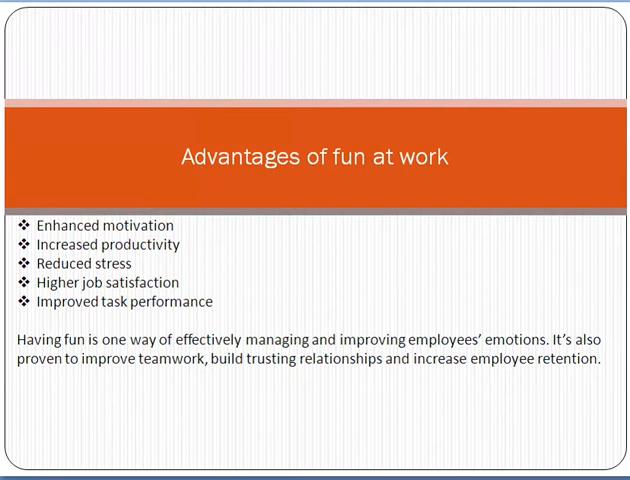 Advantages of fun at work
❖ Enhanced motivation
❖ Increased productivity
❖ Reduced stress
❖ Higher job satisfaction
❖ Improved task performance
Having fun is one way of effectively managing and improving employees’ emotions. It’s also
proven to improve teamwork, build trusting relationships and increase employee retention.